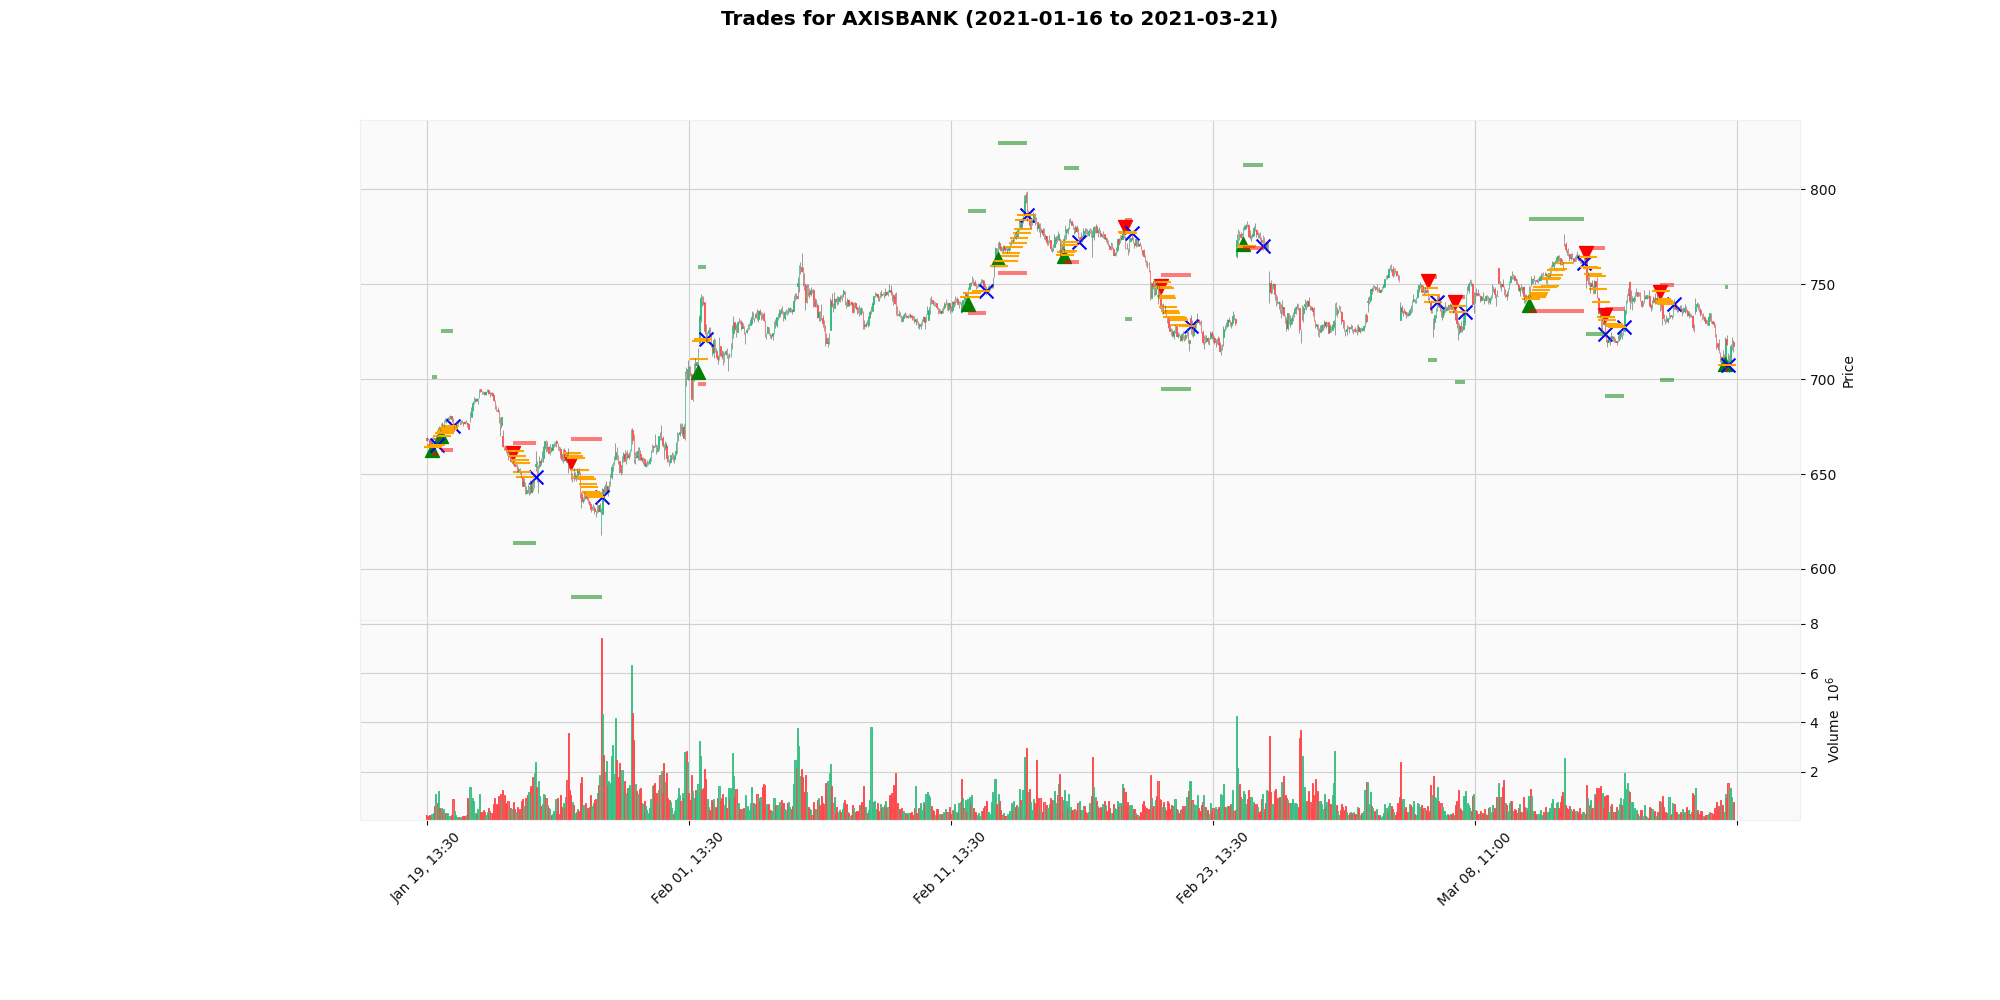 Trades for AXISBANK (2021-01-16 to 2021-03-21)
800
750
700
650
600
Price
8
6
4
2
Volume 10^6
Jan 19, 13:30
Feb 01, 13:30
Feb 11, 13:30
Feb 23, 13:30
Mar 08, 11:00